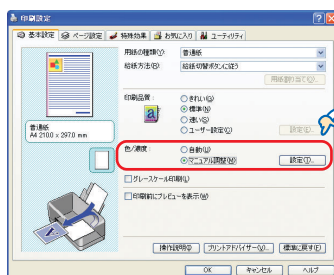 印刷設定
基本設定 ページ設定 特殊効果 お気に入り ユーティリティ
用紙の種類(Y): 普通紙
給紙方法(B): 給紙切替ボタンに従う
用紙割り当て(G)...
印刷品質: きれい(G)
標準(N)
速い(S)
ユーザー設定(C) 設定(E)...
普通紙
A4 210.0 x 297.0 mm
色/濃度: 自動(U)
マニュアル調整(M) 設定(T)...
グレースケール印刷(L)
印刷前にプレビューを表示(W)
操作説明(I) プリントアドバイザー(V)... 標準に戻す(F)
OK キャンセル ヘルプ